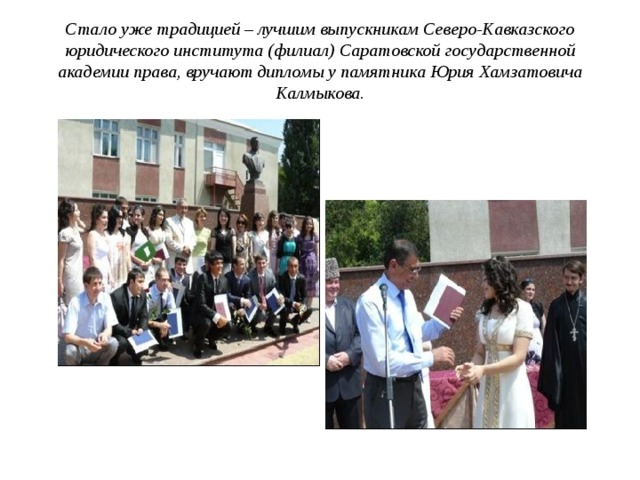 Стало уже традицией – лучшим выпускникам Северо-Кавказского
юридического института (филиал) Саратовской государственной
академии права, вручают дипломы у памятника Юрия Хамзатовича
Калмыкова.